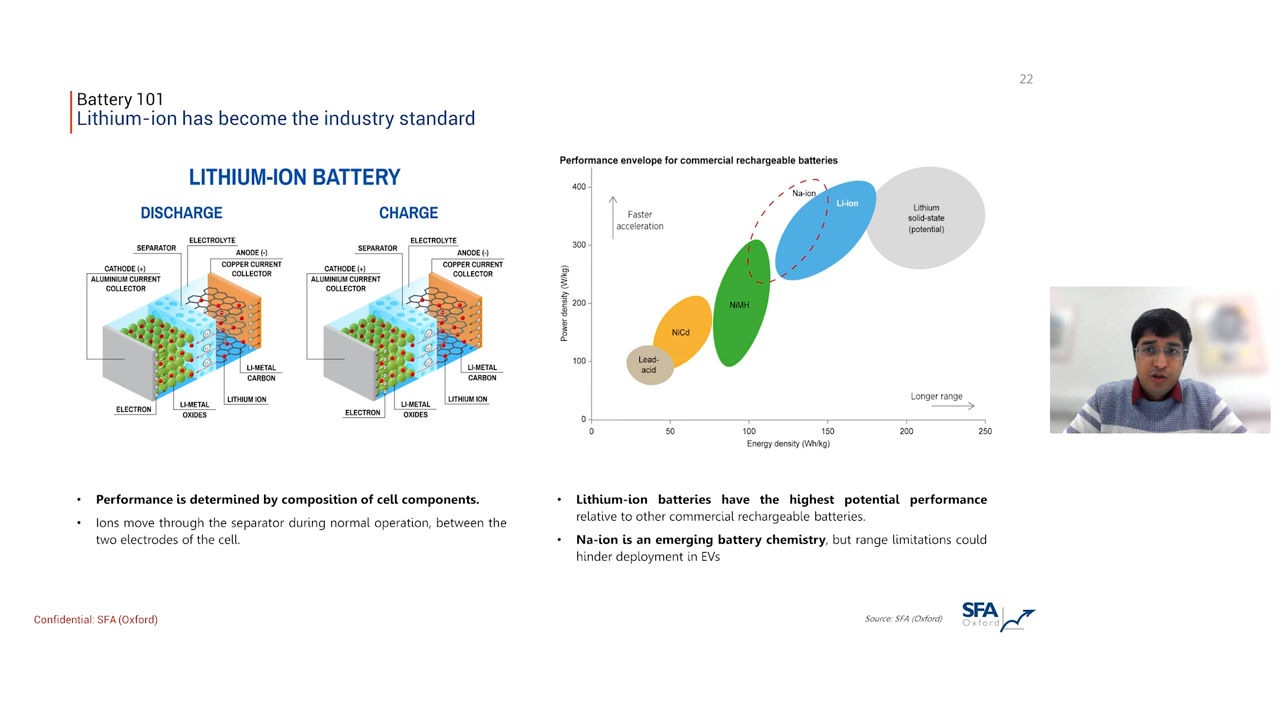 22
Battery 101
Lithium-ion has become the industry standard
LITHIUM-ION BATTERY
DISCHARGE
SEPARATOR
ELECTROLYTE
ANODE (-)
COPPER CURRENT
COLLECTOR
CATHODE (+)
ALUMINIUM CURRENT
COLLECTOR
LI-METAL
CARBON
LITHIUM ION
LI-METAL
OXIDES
ELECTRON
CHARGE
SEPARATOR
ELECTROLYTE
ANODE (-)
COPPER CURRENT
COLLECTOR
CATHODE (+)
ALUMINIUM CURRENT
COLLECTOR
LI-METAL
CARBON
LITHIUM ION
LI-METAL
OXIDES
ELECTRON
• Performance is determined by composition of cell components.
• Ions move through the separator during normal operation, between the
two electrodes of the cell.
Performance envelope for commercial rechargeable batteries
400
300
200
100
0
Power density (W/kg)
Faster
acceleration
Na-ion
Li-ion
Lithium
solid-state
(potential)
NiMH
NiCd
Lead-
acid
Longer range
0
50
100
150
200
250
Energy density (Wh/kg)
• Lithium-ion batteries have the highest potential performance
relative to other commercial rechargeable batteries.
• Na-ion is an emerging battery chemistry, but range limitations could
hinder deployment in EVs
Confidential: SFA (Oxford)
Source: SFA (Oxford)
SFA
Oxford